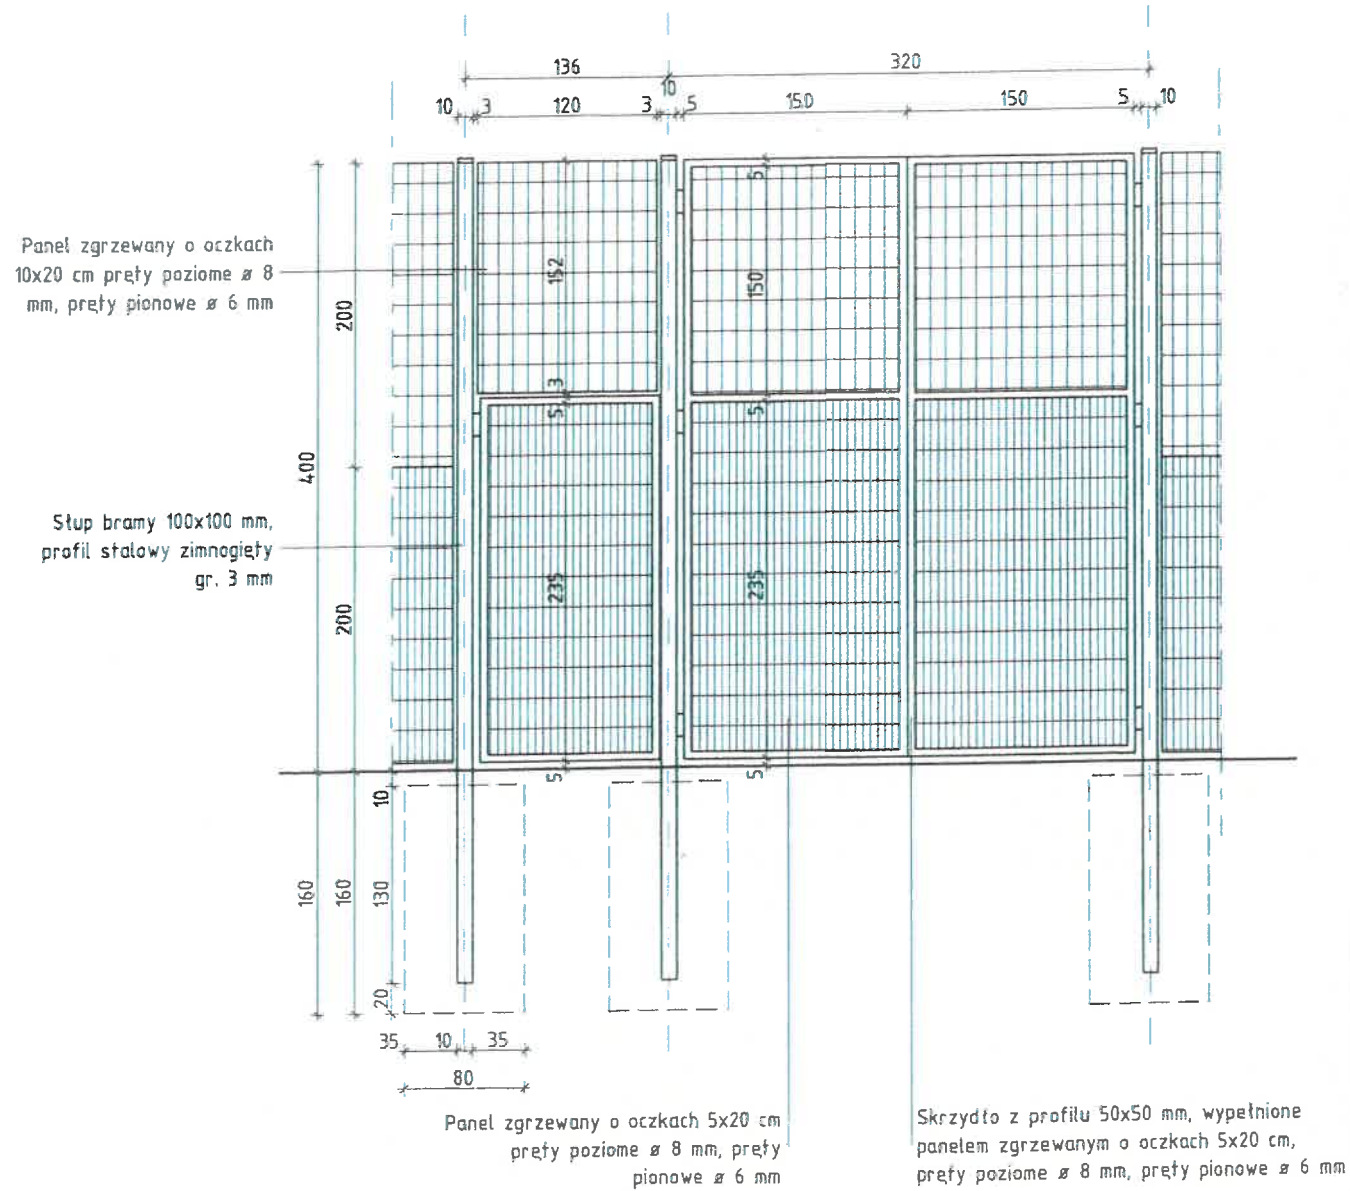 136
320
10
10
3
120
3
5
150
150
5
10
5
Panel zgrzewany o oczkach
10x20 cm pręty poziome ø 8
mm, pręty pionowe ø 6 mm
152
150
200
3
5
5
400
Słup bramy 100x100 mm,
profil stalowy zimnogięty
gr. 3 mm
235
235
200
5
5
10
160
160
130
20
35
10
35
80
Panel zgrzewany o oczkach 5x20 cm
pręty poziome ø 8 mm, pręty
pionowe ø 6 mm
Skrzydło z profilu 50x50 mm, wypełnione
panelem zgrzewanym o oczkach 5x20 cm,
pręty poziome ø 8 mm, pręty pionowe ø 6 mm